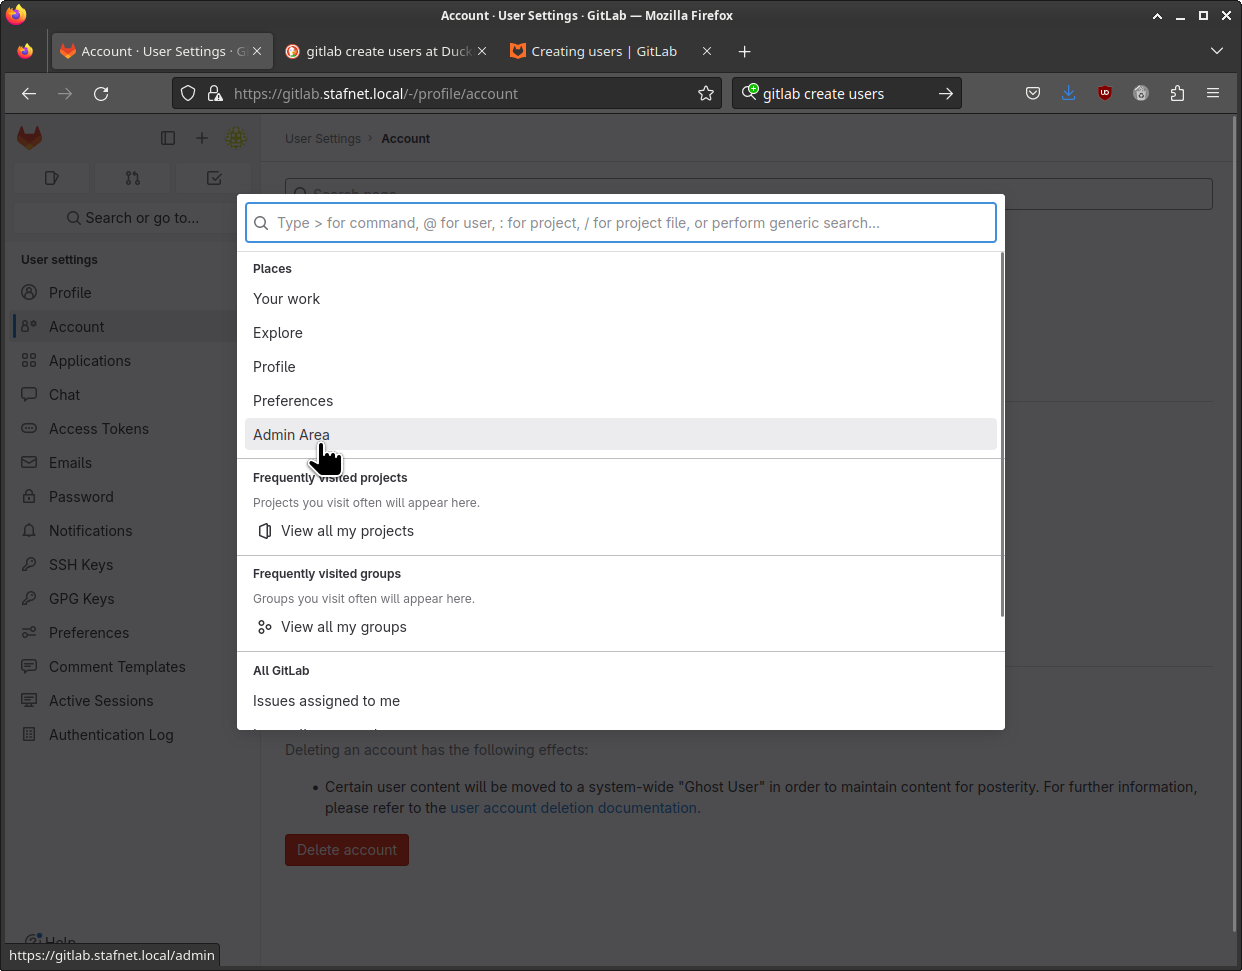 Account · User Settings · GitLab — Mozilla Firefox
Account · User Settings · G
gitlab create users at Duck
Creating users | GitLab
https://gitlab.stafnet.local/-/profile/account
gitlab create users
User Settings › Account
Search page
Search or go to...
Type > for command, @ for user, : for project, / for project file, or perform generic search...
User settings
Profile
Account
Applications
Chat
Access Tokens
Emails
Password
Notifications
SSH Keys
GPG Keys
Preferences
Comment Templates
Active Sessions
Authentication Log
Places
Your work
Explore
Profile
Preferences
Admin Area
Frequently visited projects
Projects you visit often will appear here.
View all my projects
Frequently visited groups
Groups you visit often will appear here.
View all my groups
All GitLab
Issues assigned to me
Deleting an account has the following effects:
• Certain user content will be moved to a system-wide "Ghost User" in order to maintain content for posterity. For further information,
please refer to the user account deletion documentation.
Delete account
Help
https://gitlab.stafnet.local/admin